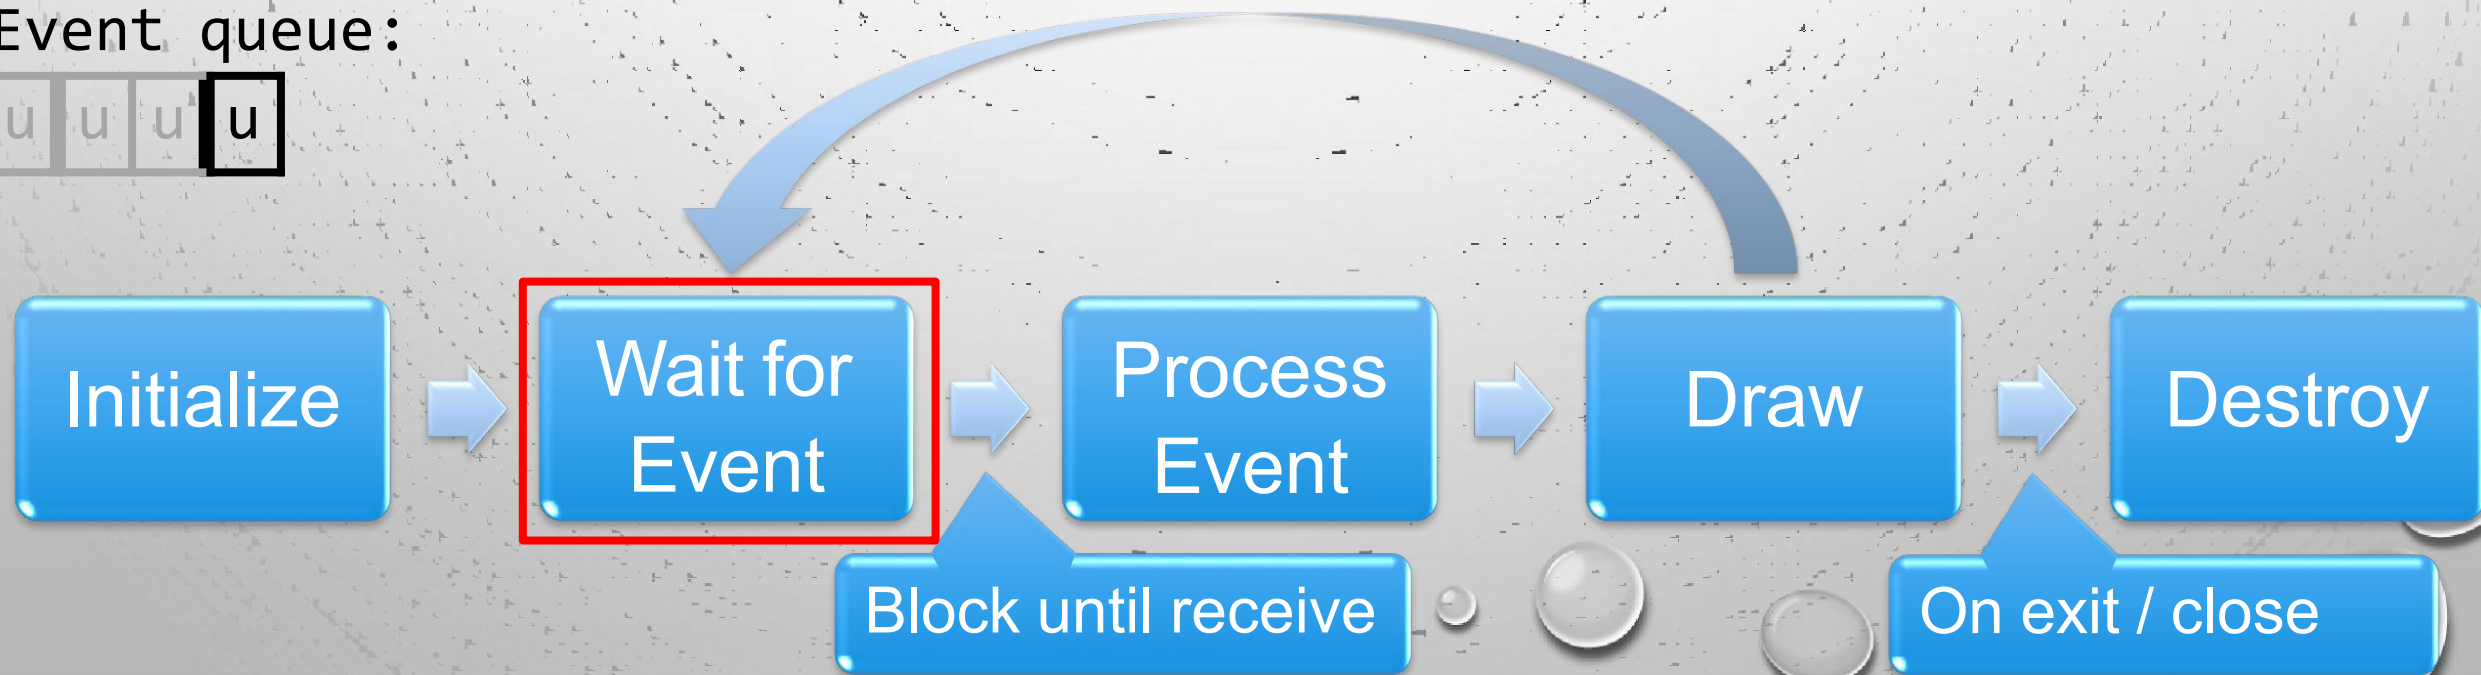 Event queue:
u u u u
Initialize
Wait for
Event
Process
Event
Draw
Destroy
Block until receive
On exit / close